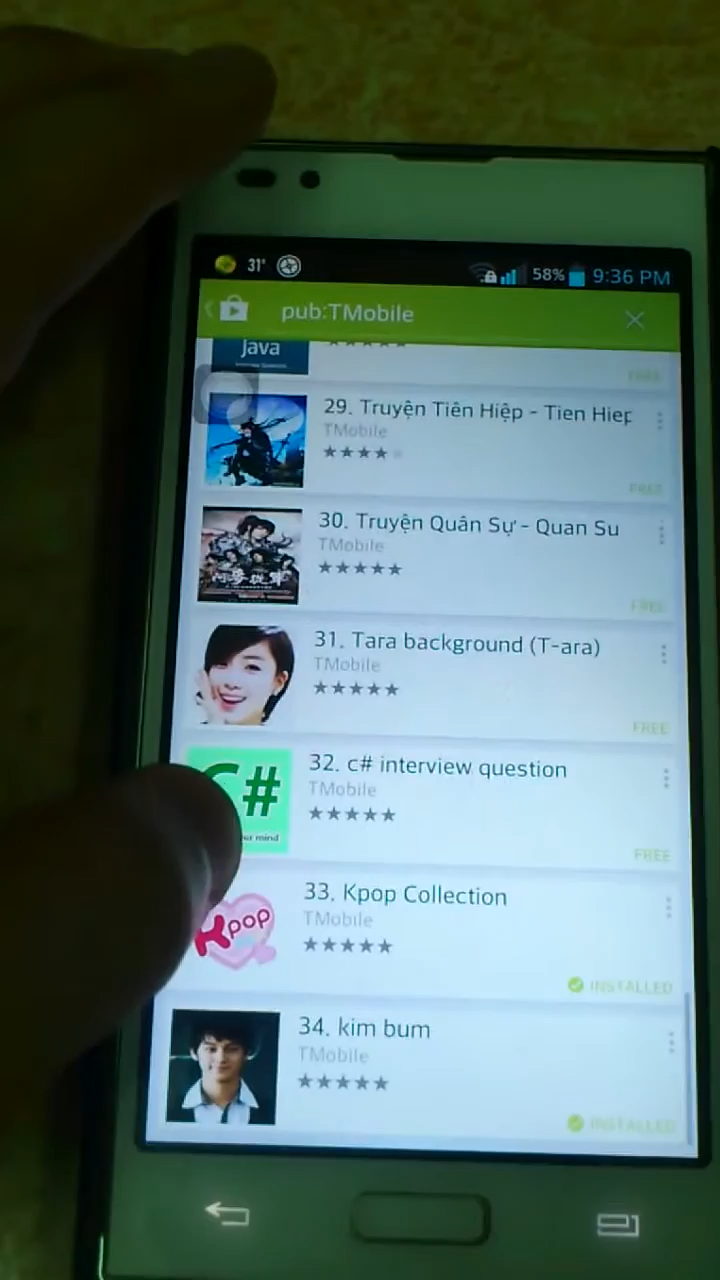 31°
58%
9:36 PM
pub:TMobile
Java
FREE
29. Truyện Tiên Hiệp - Tien Hiep
TMobile
FREE
30. Truyện Quân Sự - Quan Su
TMobile
FREE
31. Tara background (T-ara)
TMobile
FREE
C#
32. c# interview question
TMobile
mind
FREE
Kpop
33. Kpop Collection
TMobile
INSTALLED
34. kim bum
TMobile
INSTALLED